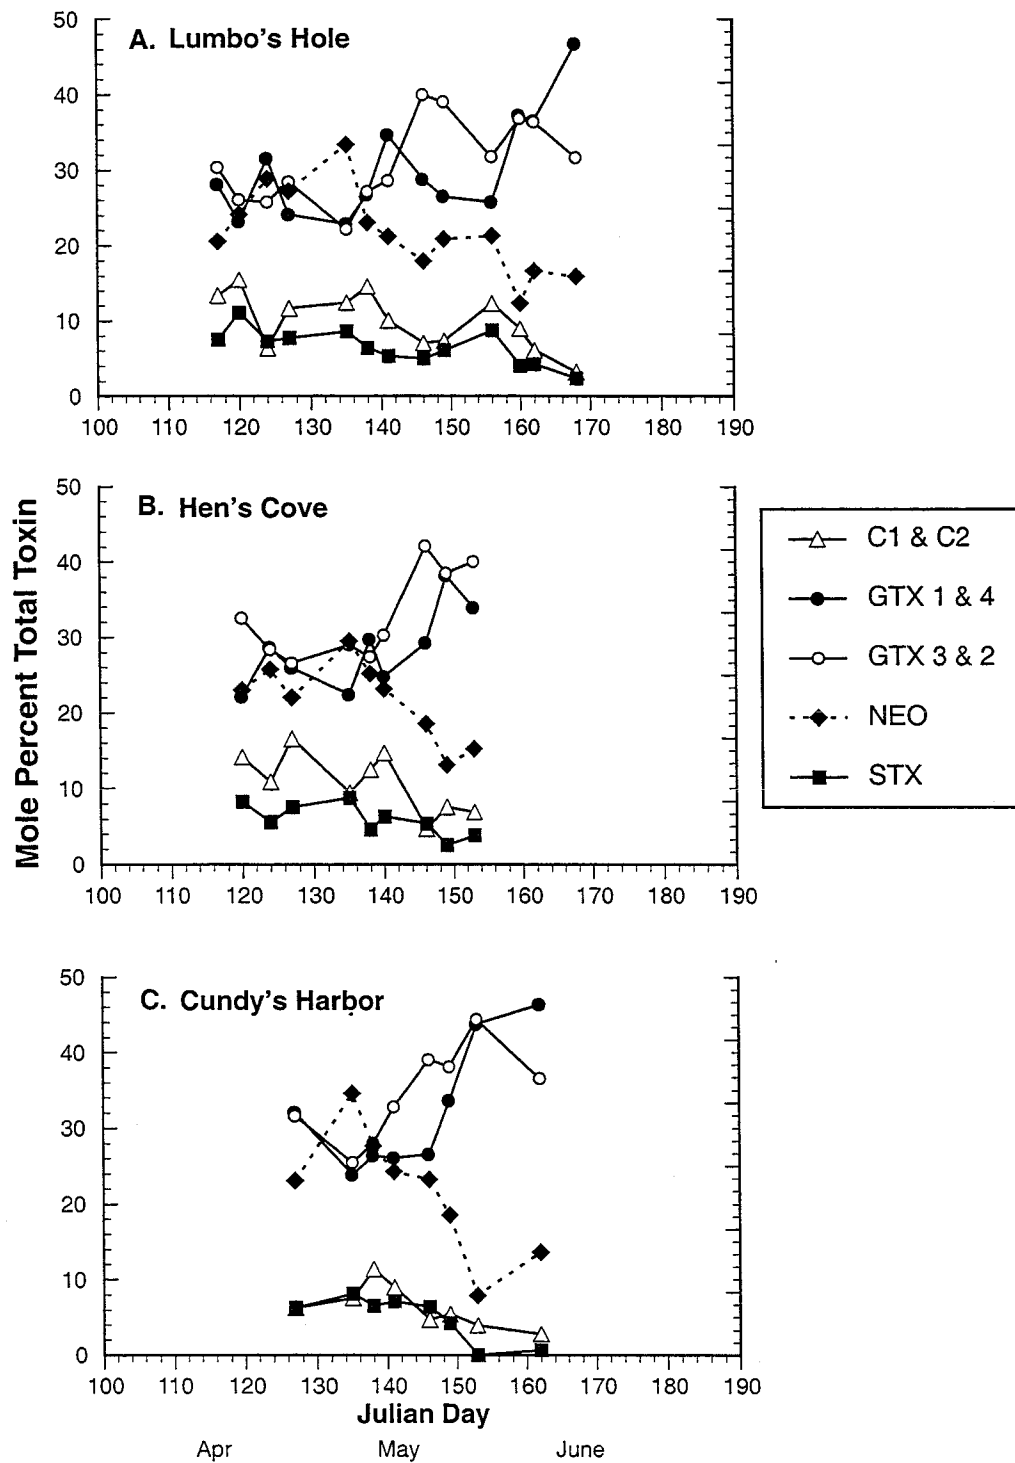 A. Lumbo's Hole
50
40
30
20
10
0
100 110 120 130 140 150 160 170 180 190
Mole Percent Total Toxin
B. Hen's Cove
50
40
30
20
10
0
100 110 120 130 140 150 160 170 180 190
C1 & C2
GTX 1 & 4
GTX 3 & 2
NEO
STX
C. Cundy's Harbor
50
40
30
20
10
0
100 110 120 130 140 150 160 170 180 190
Julian Day
Apr May June